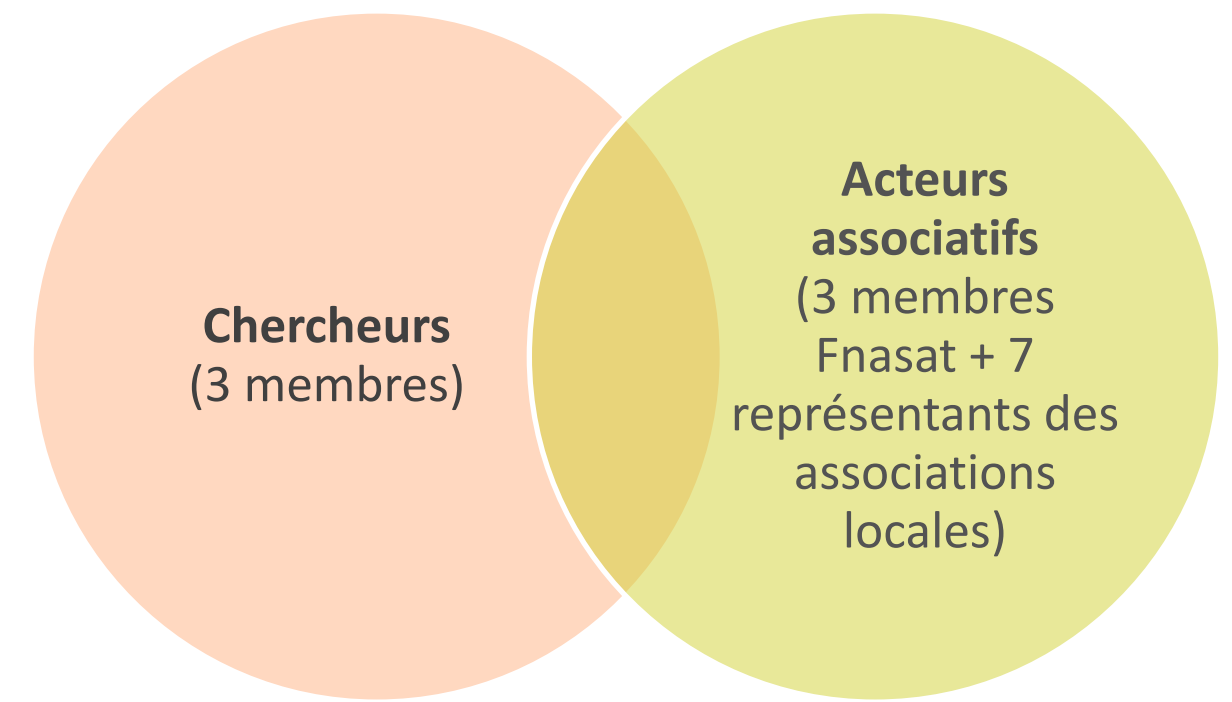 Chercheurs
(3 membres)
Acteurs
associatifs
(3 membres
Fnasat + 7
représentants des
associations
locales)